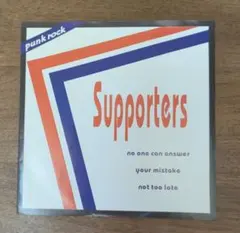 punk rock
Supporters
no one can answer
your mistake
not too late